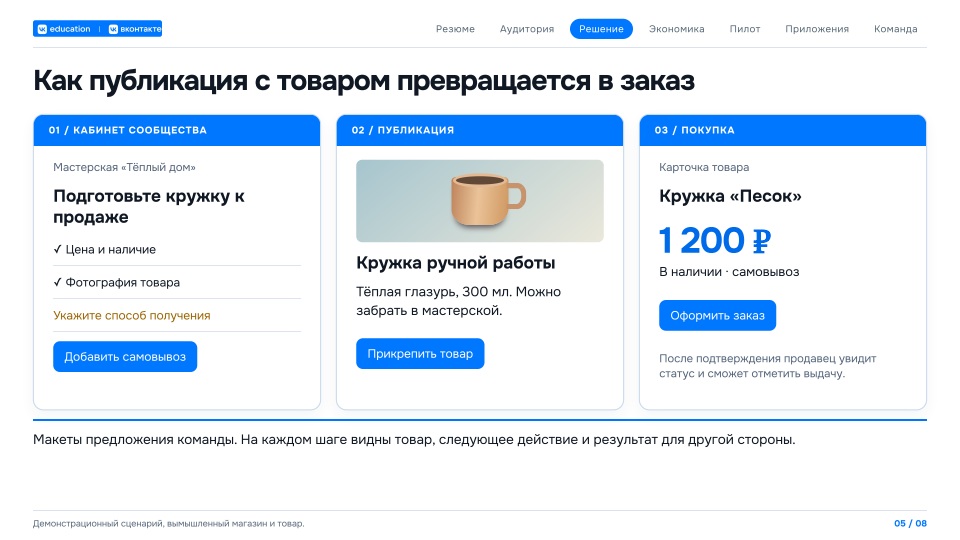 education | вконтакте
Резюме Аудитория Решение Экономика Пилот Приложения Команда
Как публикация с товаром превращается в заказ
01 / КАБИНЕТ СООБЩЕСТВА
Мастерская «Тёплый дом»
Подготовьте кружку к
продаже
✓ Цена и наличие
✓ Фотография товара
Укажите способ получения
Добавить самовывоз
02 / ПУБЛИКАЦИЯ
Кружка ручной работы
Тёплая глазурь, 300 мл. Можно
забрать в мастерской.
Прикрепить товар
03 / ПОКУПКА
Карточка товара
Кружка «Песок»
1 200 ₽
В наличии · самовывоз
Оформить заказ
После подтверждения продавец увидит
статус и сможет отметить выдачу.
Макеты предложения команды. На каждом шаге видны товар, следующее действие и результат для другой стороны.
Демонстрационный сценарий, вымышленный магазин и товар.
05 / 08